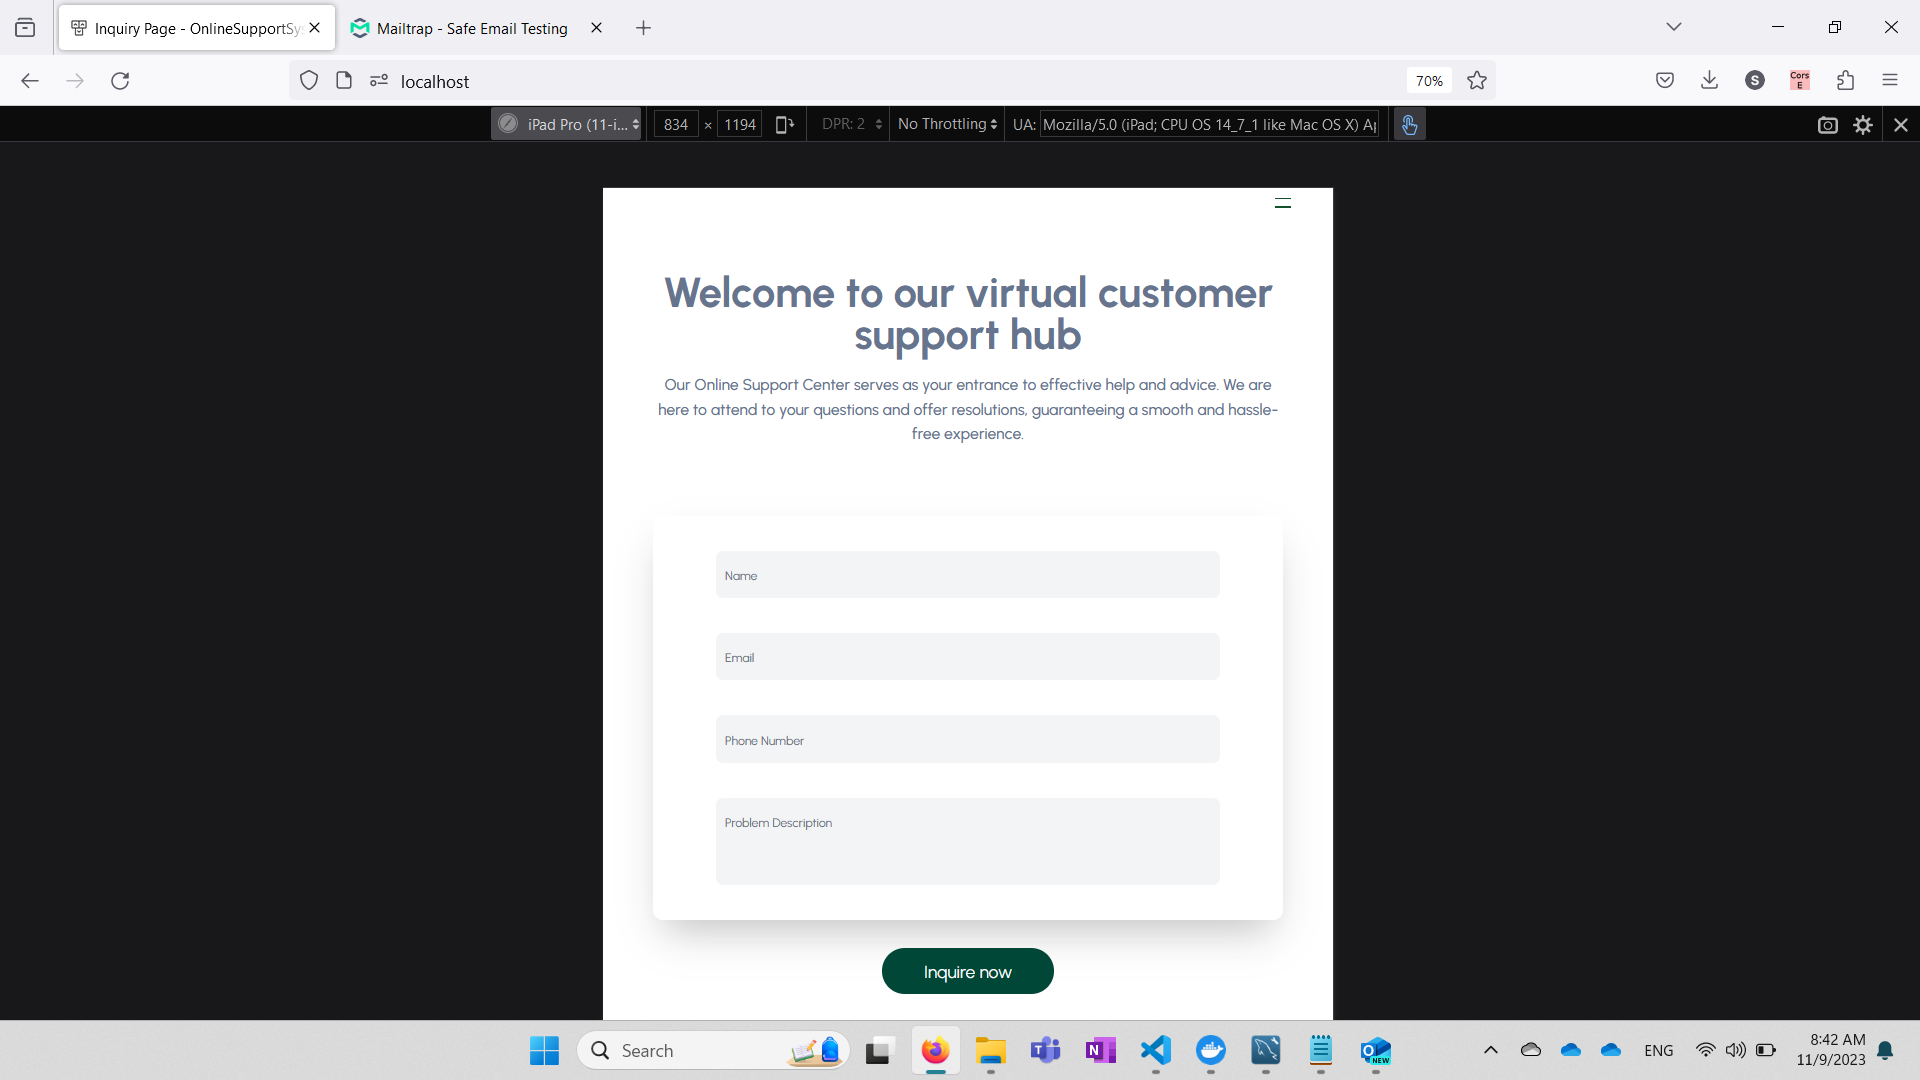 Inquiry Page - OnlineSupportSys
Mailtrap - Safe Email Testing
localhost
70%
S
Cors
E
iPad Pro (11-i...
834 × 1194
DPR: 2
No Throttling
UA: Mozilla/5.0 (iPad; CPU OS 14_7_1 like Mac OS X) Ap
Welcome to our virtual customer
support hub
Our Online Support Center serves as your entrance to effective help and advice. We are
here to attend to your questions and offer resolutions, guaranteeing a smooth and hassle-
free experience.
Name
Email
Phone Number
Problem Description
Inquire now
Search
NEW
ENG
8:42 AM
11/9/2023